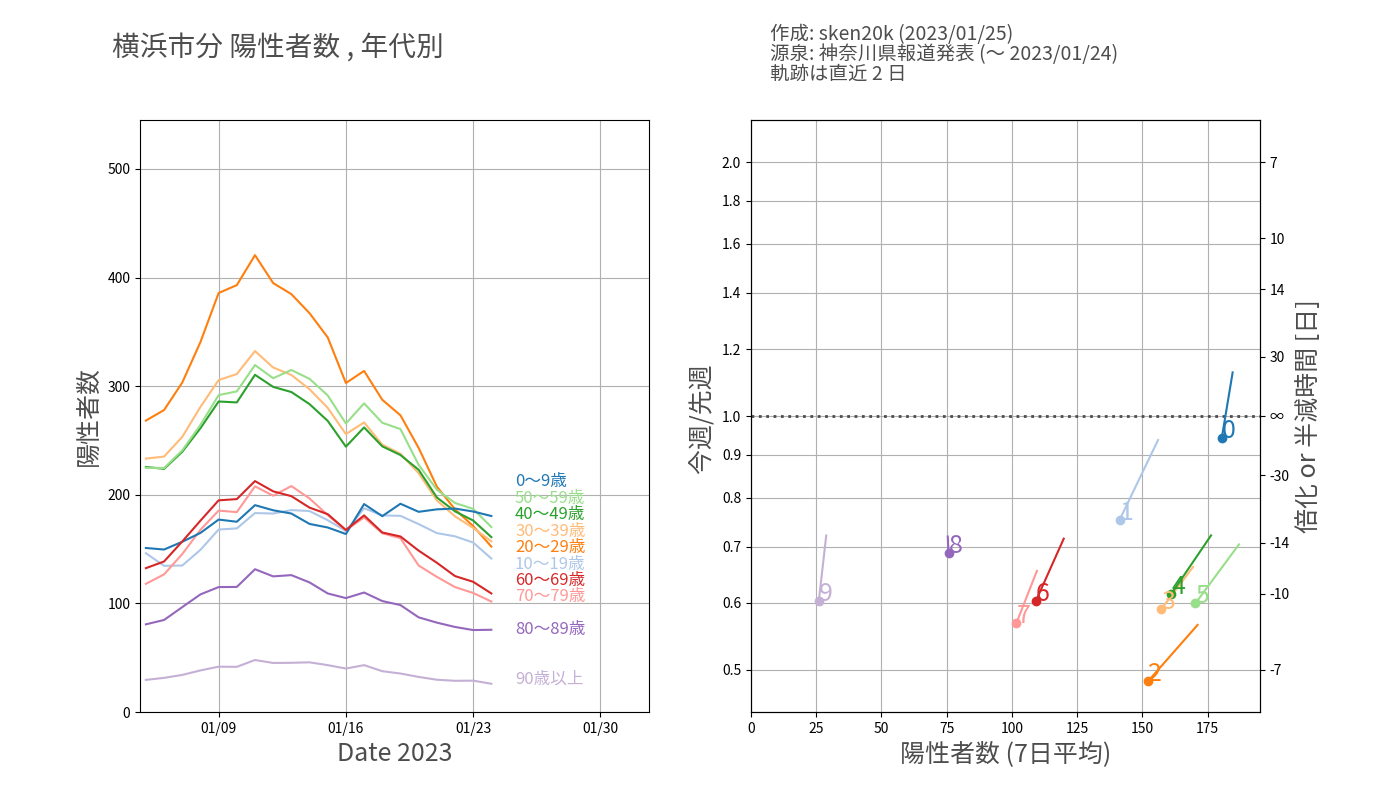 横浜市分 陽性者数 , 年代別
作成: sken20k (2023/01/25)
源泉: 神奈川県報道発表 (～ 2023/01/24)
軌跡は直近 2 日
陽性者数
500
400
300
200
100
0
01/09
01/16
01/23
01/30
Date 2023
0～9歳
50～59歳
40～49歳
30～39歳
20～29歳
10～19歳
60～69歳
70～79歳
80～89歳
90歳以上
今週/先週
2.0
1.8
1.6
1.4
1.2
1.0
0.9
0.8
0.7
0.6
0.5
0
25
50
75
100
125
150
175
陽性者数 (7日平均)
7
10
14
30
∞
-30
-14
-10
-7
倍化 or 半減時間 [日]
0
1
8
9
6
7
4
3
5
2